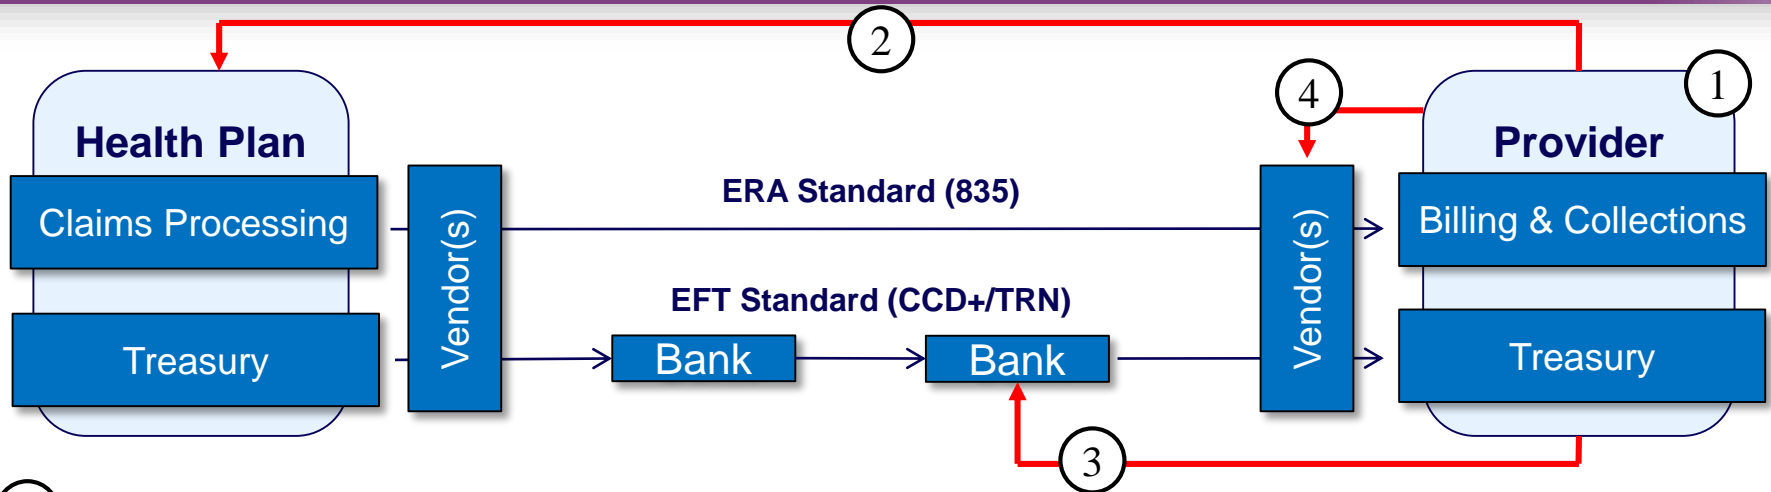 2
1
4
Health Plan
Provider
ERA Standard (835)
Claims Processing
Vendor(s)
Vendor(s)
Billing & Collections
EFT Standard (CCD+/TRN)
Treasury
Bank
Bank
Treasury
3